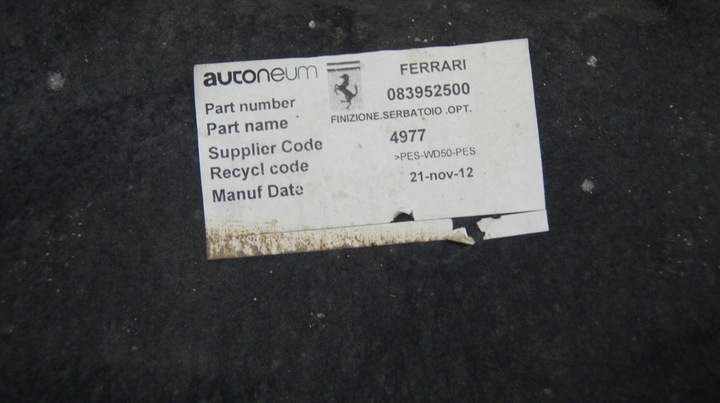 autoneum FERRARI
Part number 083952500
Part name FINIZIONE.SERBATOIO .OPT.
Supplier Code 4977
Recycl code >PES-WD50-PES
Manuf Date 21-nov-12